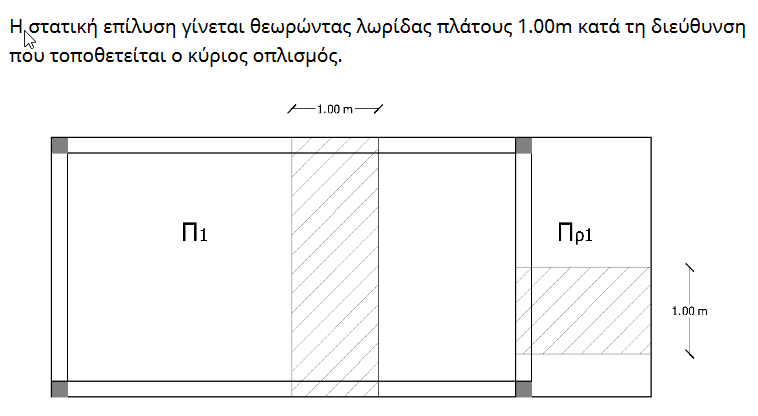 Η στατική επίλυση γίνεται θεωρώντας λωρίδας πλάτους 1.00m κατά τη διεύθυνση
που τοποθετείται ο κύριος οπλισμός.
1.00 m
Π1
Πρ1
1.00 m